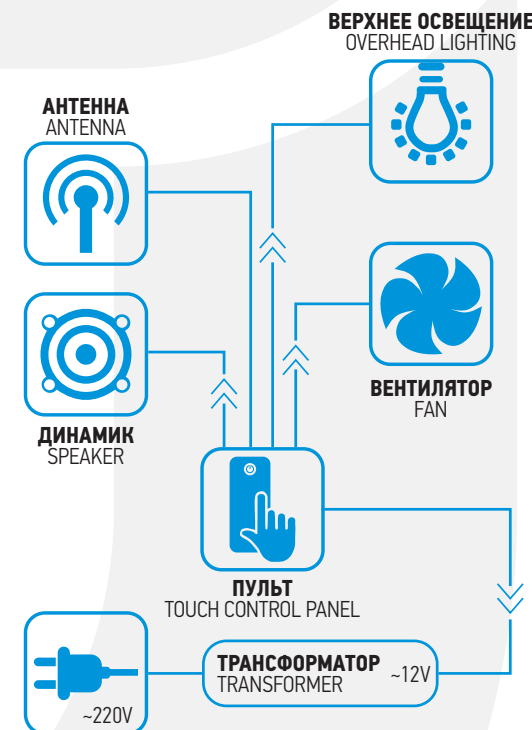 ВЕРХНЕЕ ОСВЕЩЕНИЕ
OVERHEAD LIGHTING
АНТЕННА
ANTENNA
ВЕНТИЛЯТОР
FAN
ДИНАМИК
SPEAKER
ПУЛЬТ
TOUCH CONTROL PANEL
ТРАНСФОРМАТОР
TRANSFORMER
~12V
~220V